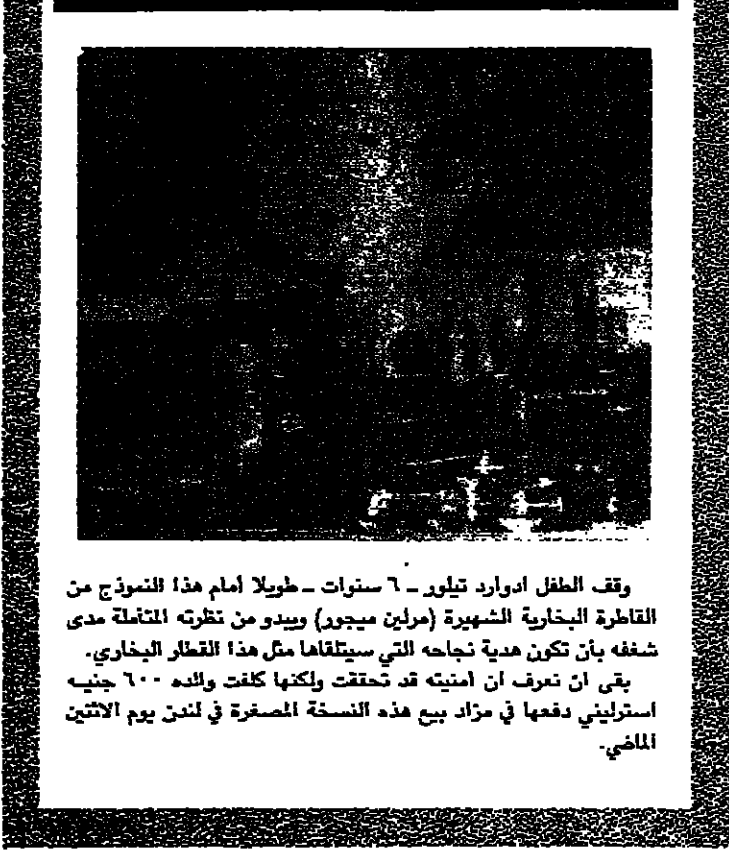 وقف الطفل ادوارد تيلور ـ ٦ سنوات ـ طويلا أمام هذا النموذج من
القاطرة البخارية الشهيرة (مرلين ميجور) ويبدو من نظرته المتأملة مدى
شغفه بأن تكون هدية نجاحه التي سيتلقاها مثل هذا القطار البخاري.
بقى ان نعرف ان امنيته قد تحققت ولكنها كلفت والده ٦٠٠ جنيه
استرليني دفعها في مزاد بيع هذه النسخة المصغرة في لندن يوم الاثنين
الماضي.